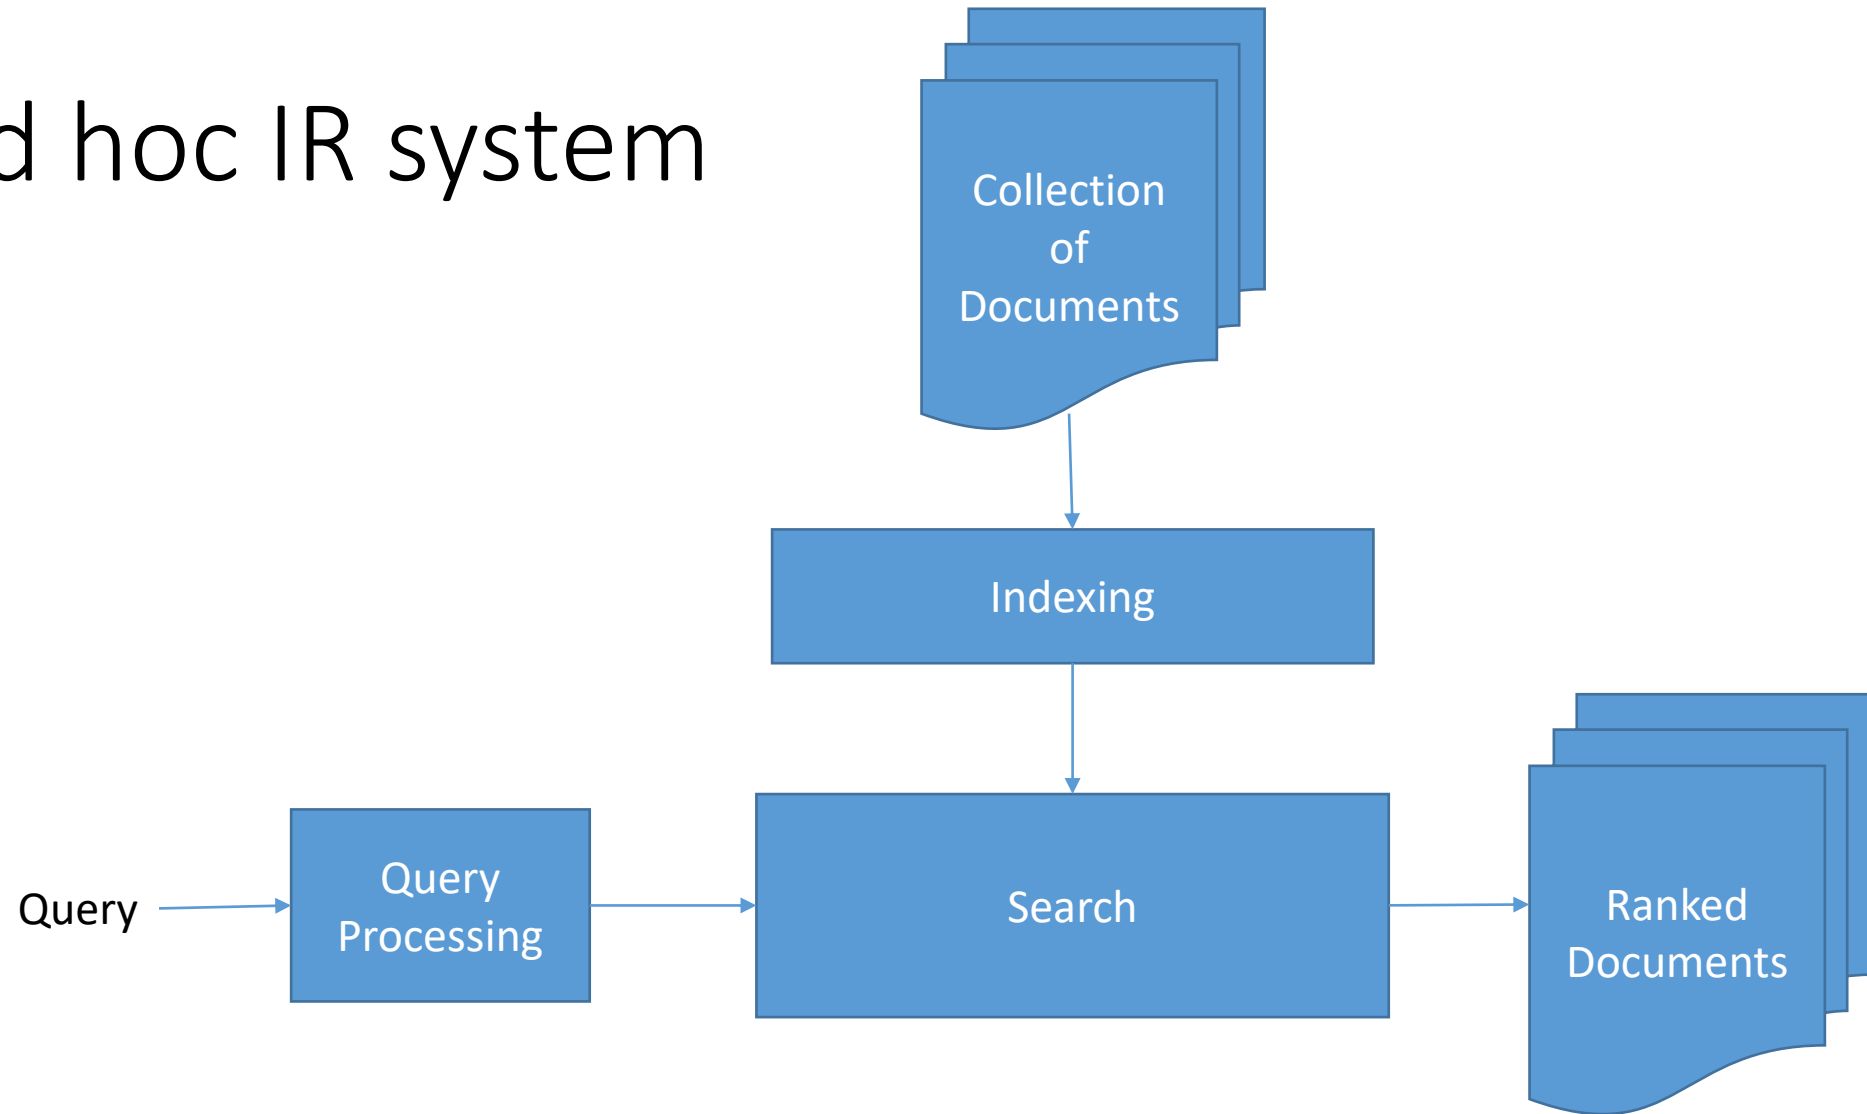 d hoc IR system
Collection
of
Documents
Indexing
Query
Query
Processing
Search
Ranked
Documents